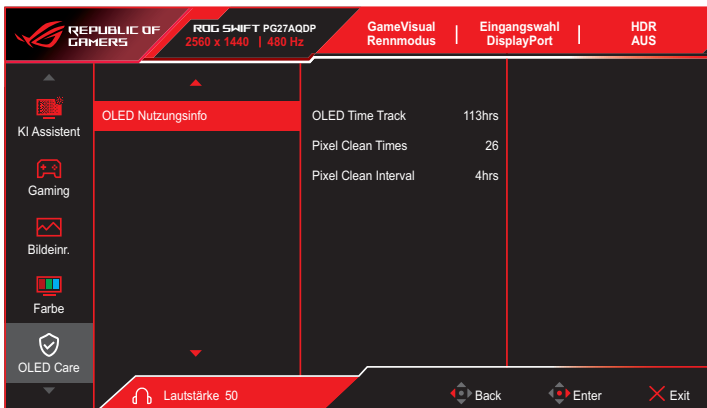 REPUBLIC OF
GAMERS
ROG SWIFT PG27AQDP
2560 x 1440 | 480 Hz
GameVisual
Rennmodus
Eingangswahl
DisplayPort
HDR
AUS
KI Assistent
Gaming
Bildeinr.
Farbe
OLED Care
OLED Nutzungsinfo
OLED Time Track 113hrs
Pixel Clean Times 26
Pixel Clean Interval 4hrs
Lautstärke 50
Back
Enter
Exit